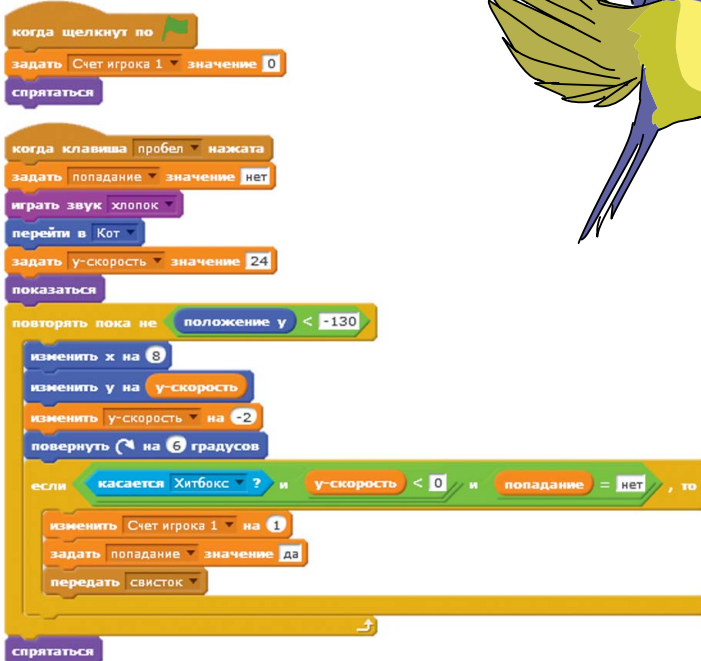 когда щелкнут по
задать Счет игрока 1 значение 0
спрятаться
когда клавиша пробел нажата
задать попадание значение нет
играть звук хлопок
перейти в Кот
задать y-скорость значение 24
показаться
повторять пока не положение y < -130
изменить x на 8
изменить y на y-скорость
изменить y-скорость на -2
повернуть на 6 градусов
если касается Хитбокс ? и y-скорость < 0 и попадание = нет , то
изменить Счет игрока 1 на 1
задать попадание значение да
передать свисток
спрятаться